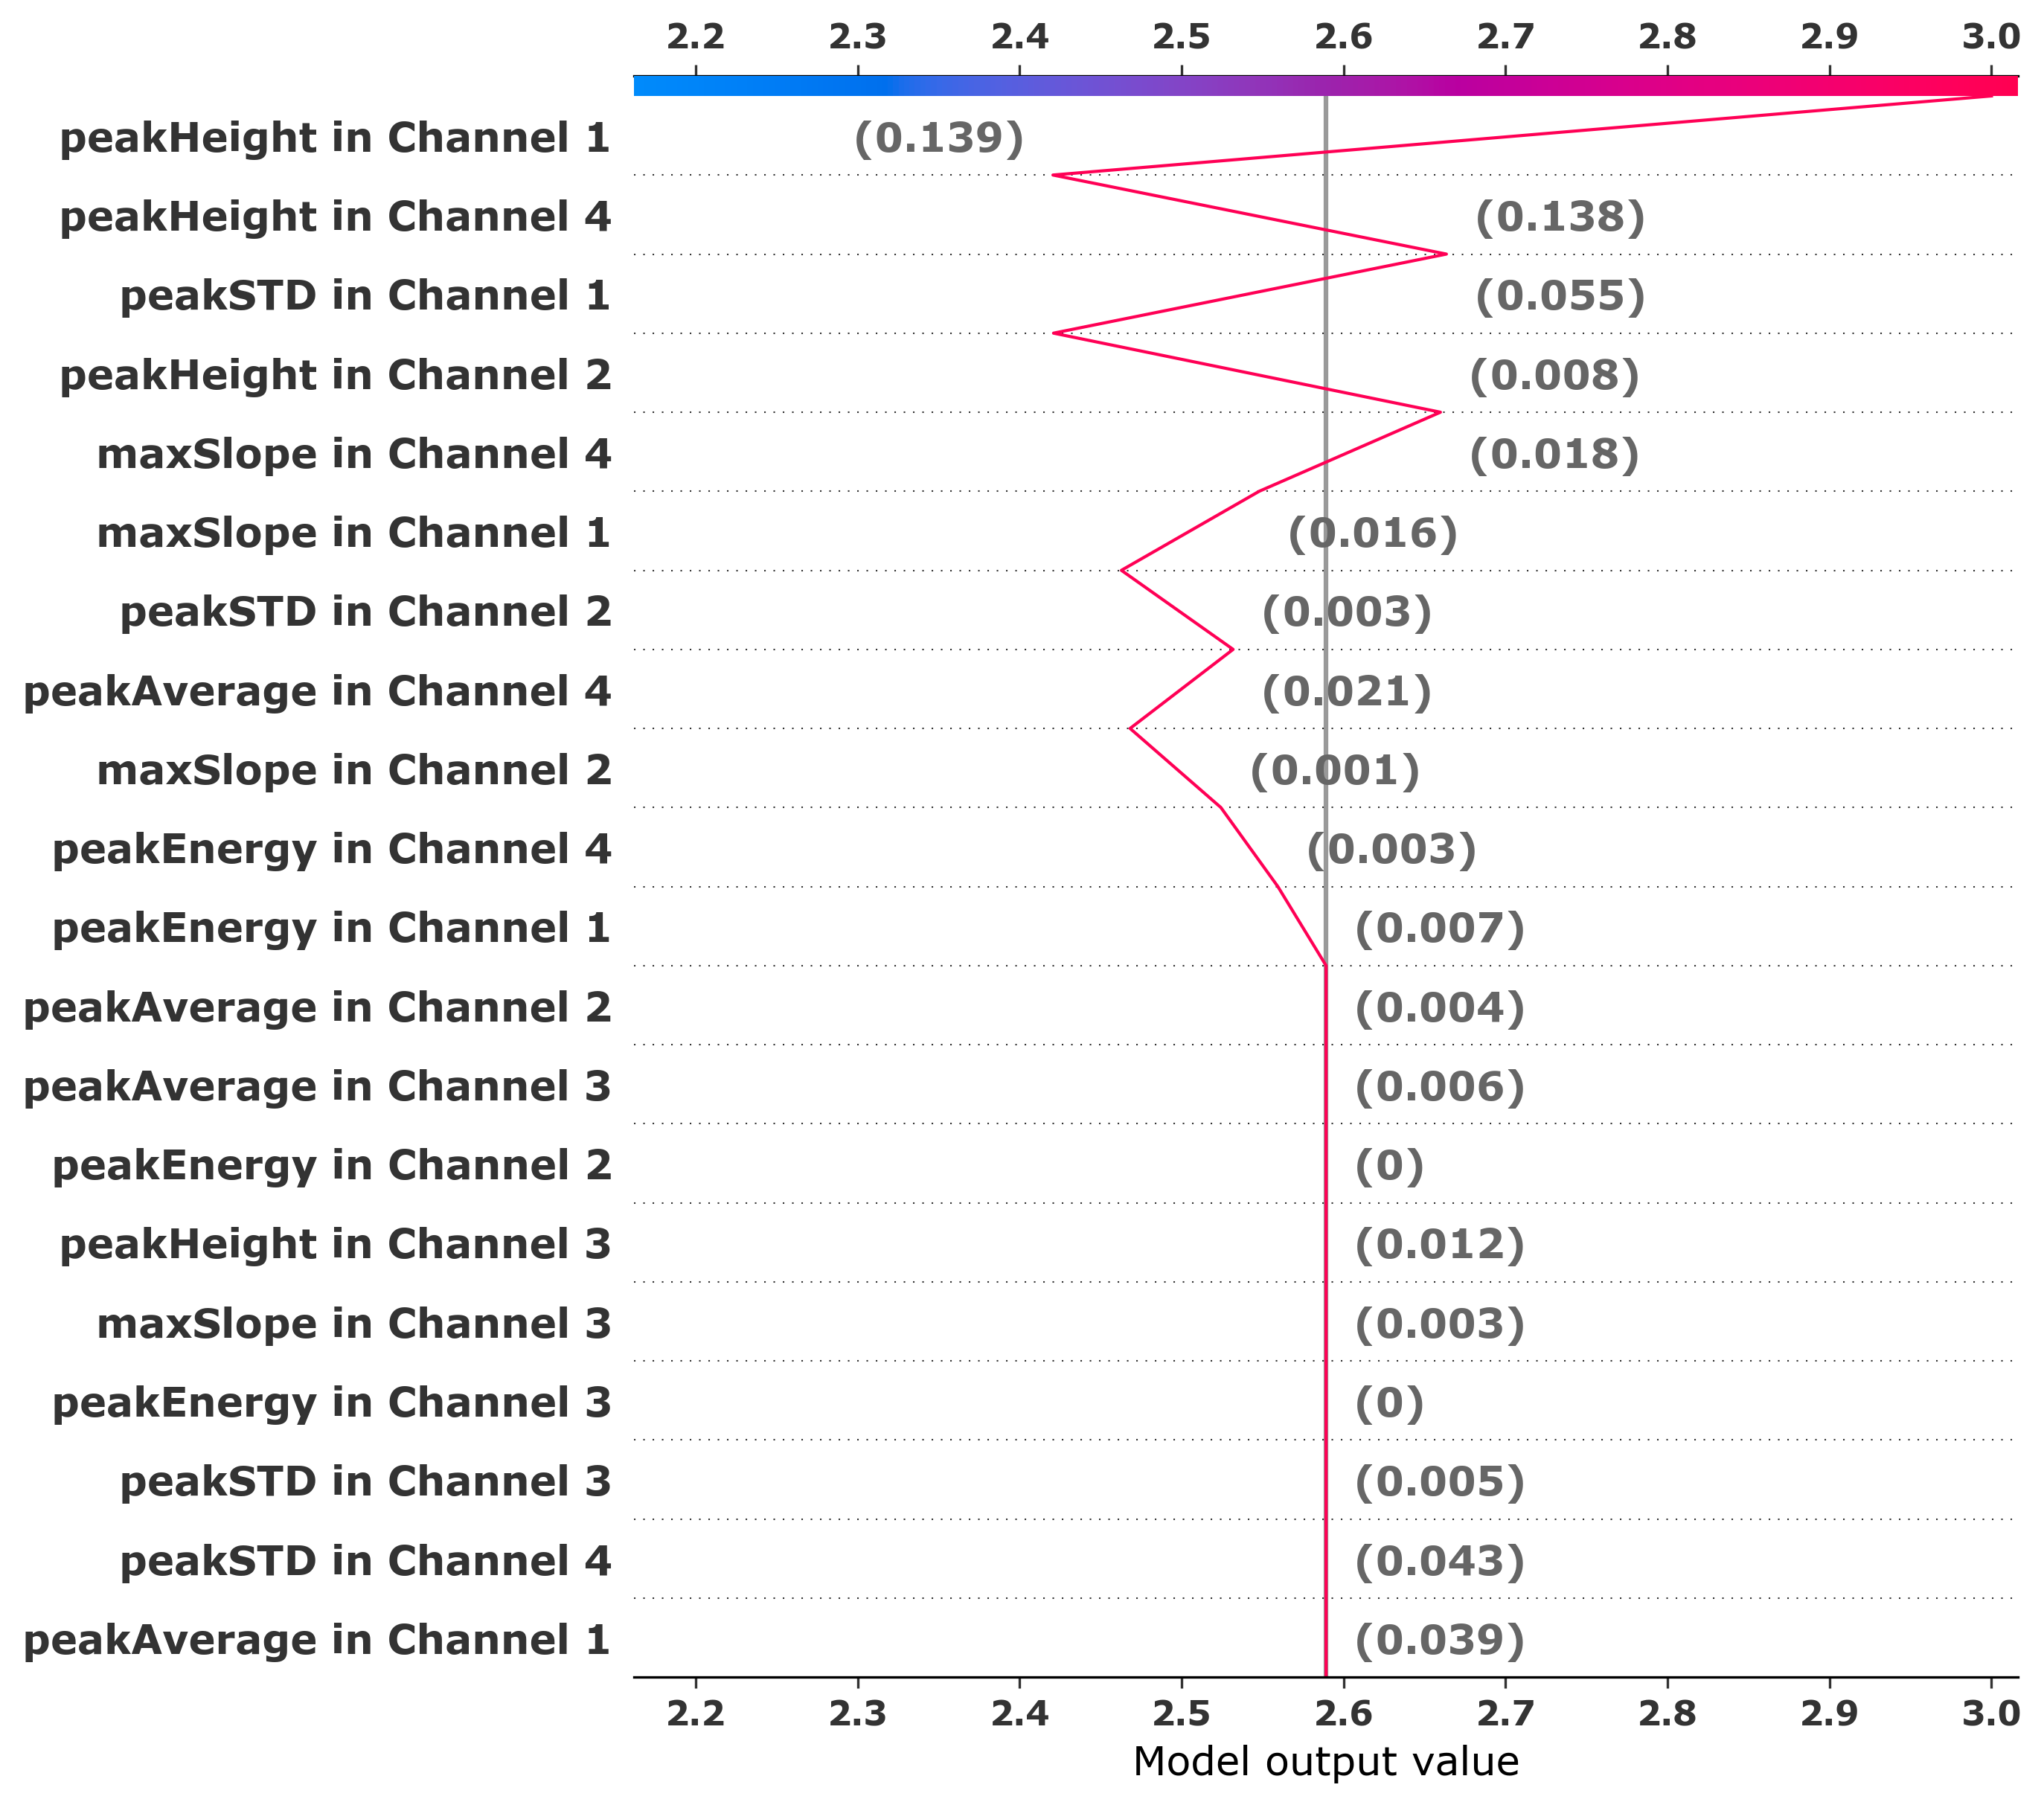 2.2 2.3 2.4 2.5 2.6 2.7 2.8 2.9 3.0
peakHeight in Channel 1 (0.139)
peakHeight in Channel 4 (0.138)
peakSTD in Channel 1 (0.055)
peakHeight in Channel 2 (0.008)
maxSlope in Channel 4 (0.018)
maxSlope in Channel 1 (0.016)
peakSTD in Channel 2 (0.003)
peakAverage in Channel 4 (0.021)
maxSlope in Channel 2 (0.001)
peakEnergy in Channel 4 (0.003)
peakEnergy in Channel 1 (0.007)
peakAverage in Channel 2 (0.004)
peakAverage in Channel 3 (0.006)
peakEnergy in Channel 2 (0)
peakHeight in Channel 3 (0.012)
maxSlope in Channel 3 (0.003)
peakEnergy in Channel 3 (0)
peakSTD in Channel 3 (0.005)
peakSTD in Channel 4 (0.043)
peakAverage in Channel 1 (0.039)
2.2 2.3 2.4 2.5 2.6 2.7 2.8 2.9 3.0
Model output value